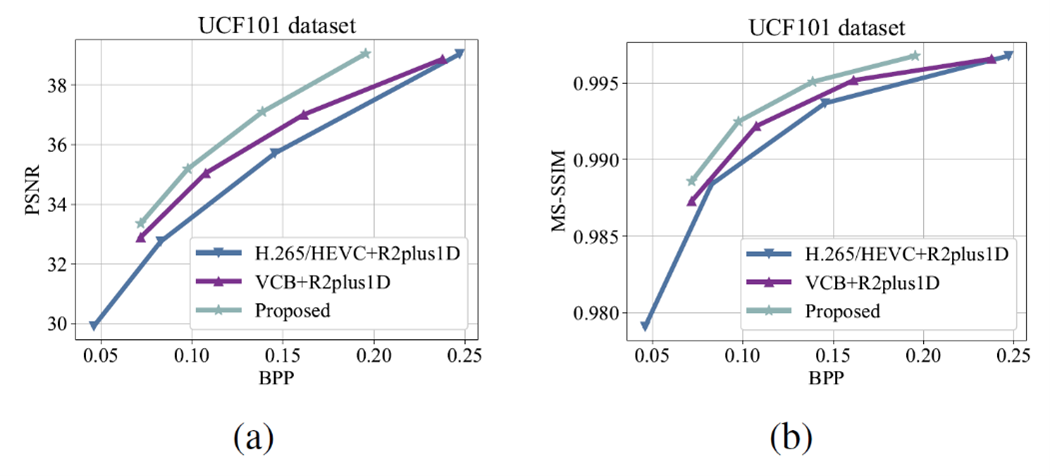 UCF101 dataset
PSNR
38
36
34
32
30
H.265/HEVC+R2plus1D
VCB+R2plus1D
Proposed
0.05 0.10 0.15 0.20 0.25
BPP
(a)
UCF101 dataset
MS-SSIM
0.995
0.990
0.985
0.980
H.265/HEVC+R2plus1D
VCB+R2plus1D
Proposed
0.05 0.10 0.15 0.20 0.25
BPP
(b)